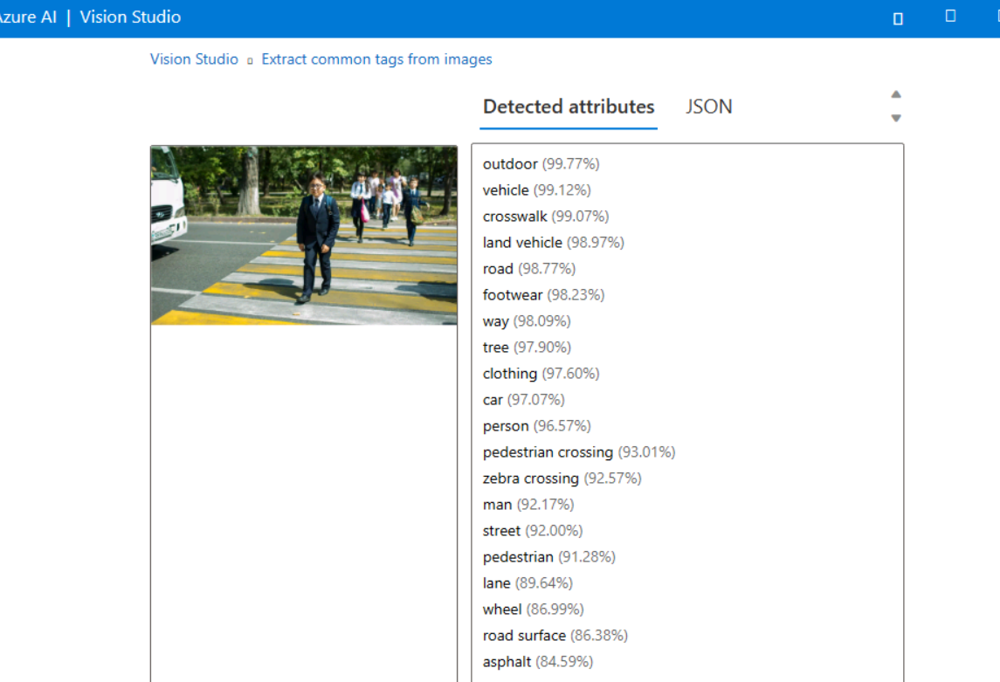 Azure AI | Vision Studio
Vision Studio
Extract common tags from images
Detected attributes
JSON
outdoor (99.77%)
vehicle (99.12%)
crosswalk (99.07%)
land vehicle (98.97%)
road (98.77%)
footwear (98.23%)
way (98.09%)
tree (97.90%)
clothing (97.60%)
car (97.07%)
person (96.57%)
pedestrian crossing (93.01%)
zebra crossing (92.57%)
man (92.17%)
street (92.00%)
pedestrian (91.28%)
lane (89.64%)
wheel (86.99%)
road surface (86.38%)
asphalt (84.59%)